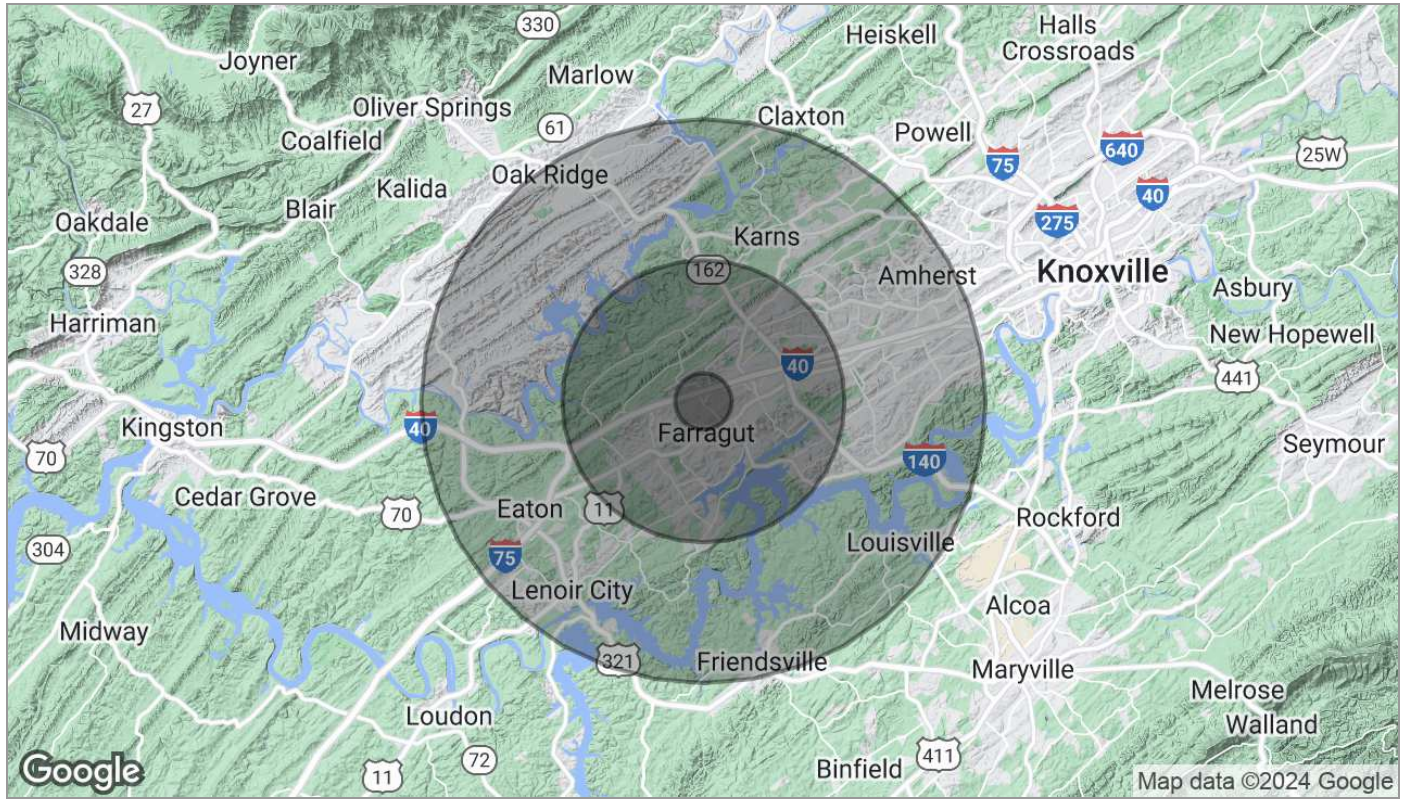 330
Halls
Crossroads
Heiskell
Joyner
Marlow
27
Oliver Springs
Claxton
61
Powell
Coalfield
640
25W
75
Oak Ridge
Kalida
40
Blair
275
Oakdale
Karns
328
162
Amherst
Knoxville
Asbury
Harriman
New Hopewell
40
441
Kingston
40
Farragut
Seymour
70
140
Cedar Grove
70
Eaton
11
Rockford
304
75
Louisville
Lenoir City
Alcoa
Midway
321
Friendsville
Maryville
Melrose
Loudon
Walland
72
411
11
Binfield
Google
Map data ©2024 Google